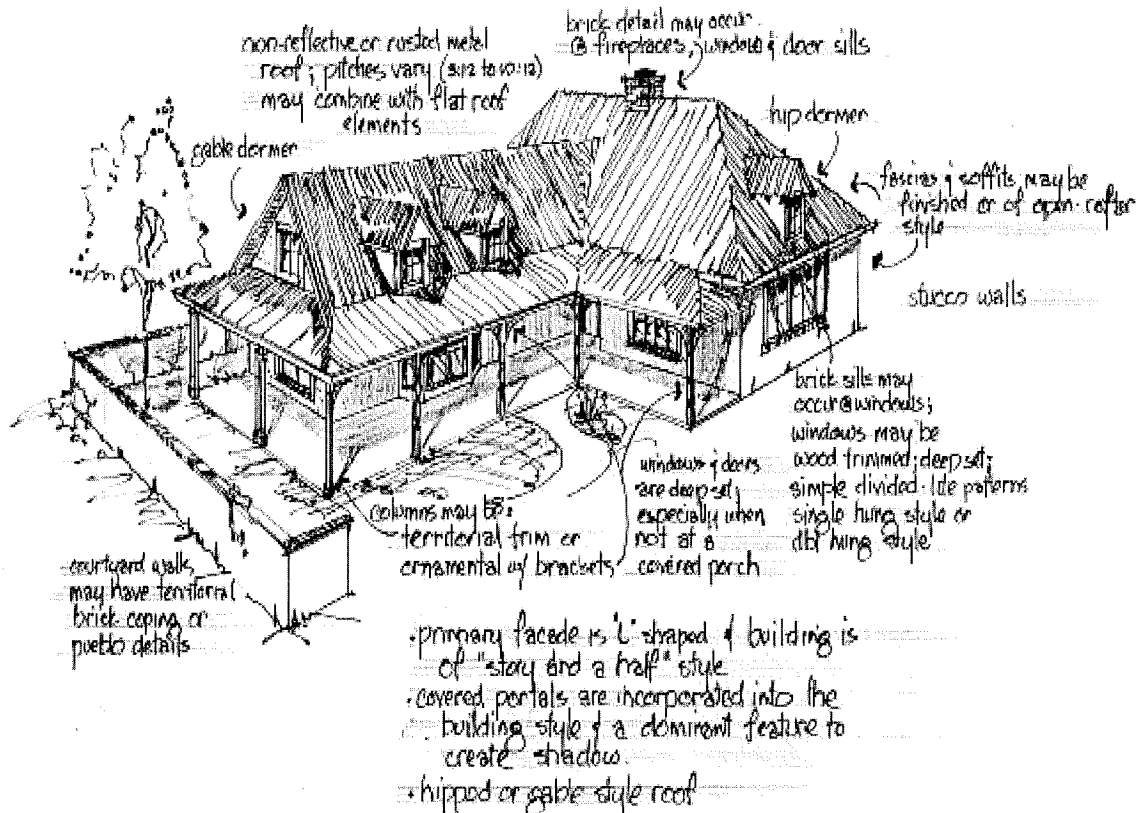 brick detail may occur
@ fireplaces, window & door sills
non-reflective or rusted metal
roof; pitches vary (3:12 to 10:12)
may combine with flat roof
elements
hip dormer
gable dormer
fascias & soffits may be
finished or of open-rafter
style
stucco walls
brick sills may
occur @ windows;
windows may be
wood trimmed; deep set;
simple divided-lite patterns
single hung style or
dbl hung style
windows & doors
are deep set,
especially when
not at a
covered porch
columns may be:
territorial trim or
ornamental w/ brackets
courtyard walls
may have territorial
brick coping or
pueblo details
•primary facade is "L" shaped & building is
of "story and a half" style
•covered portals are incorporated into the
building style & a dominant feature to
create shadow
•hipped or gable style roof